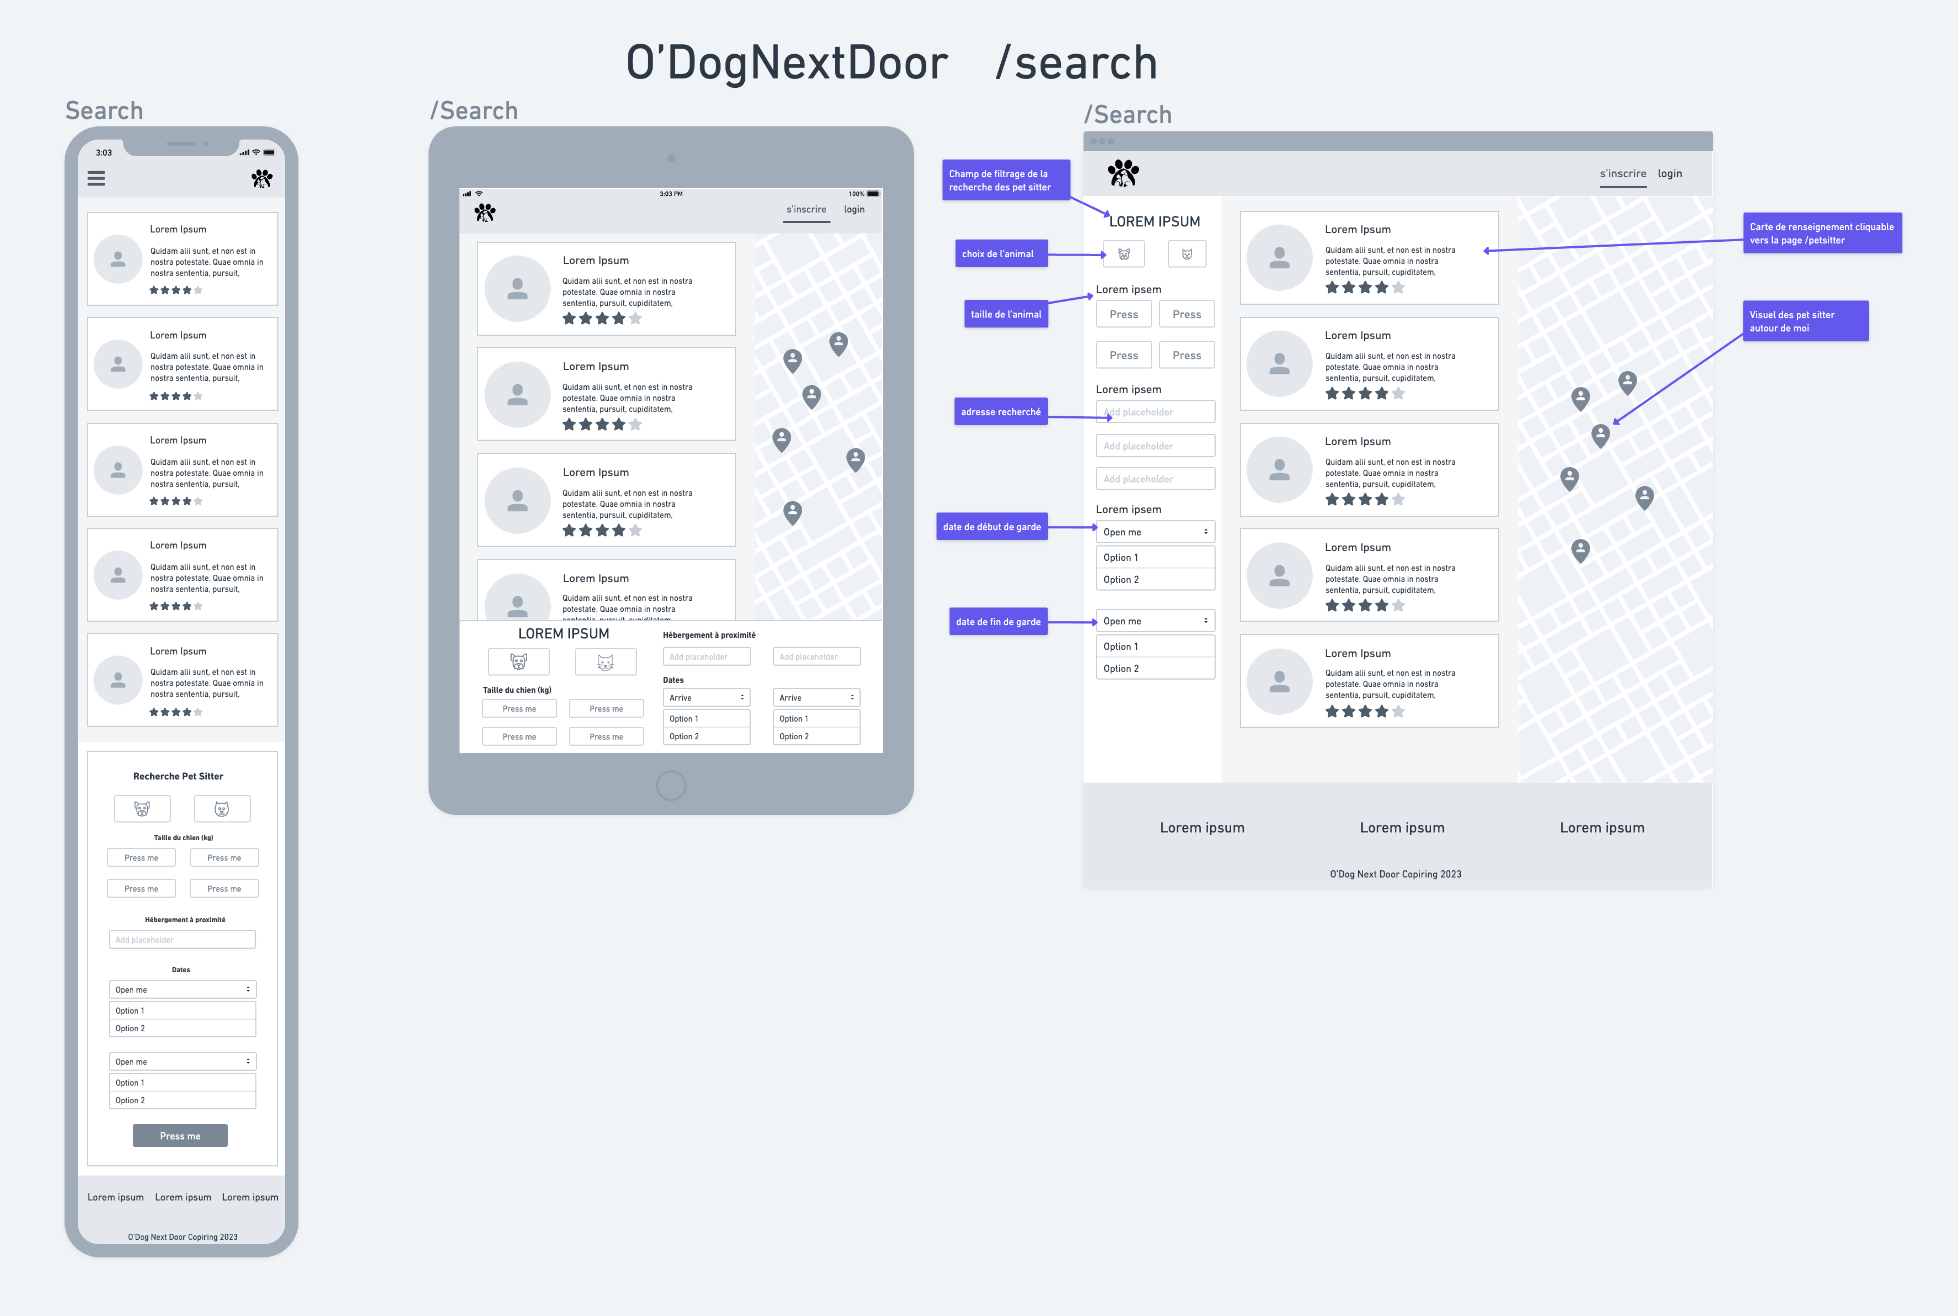 O'DogNextDoor /search
Search
3:03
Lorem Ipsum
Quidam alii sunt, et non est in
nostra potestate. Quae omnia in
nostra sententia, pursuit,
Lorem Ipsum
Quidam alii sunt, et non est in
nostra potestate. Quae omnia in
nostra sententia, pursuit,
Lorem Ipsum
Quidam alii sunt, et non est in
nostra potestate. Quae omnia in
nostra sententia, pursuit,
Lorem Ipsum
Quidam alii sunt, et non est in
nostra potestate. Quae omnia in
nostra sententia, pursuit,
Lorem Ipsum
Quidam alii sunt, et non est in
nostra potestate. Quae omnia in
nostra sententia, pursuit,
Recherche Pet Sitter
Taille du chien (kg)
Press me Press me
Press me Press me
Hébergement à proximité
Add placeholder
Dates
Open me
Option 1
Option 2
Open me
Option 1
Option 2
Press me
Lorem ipsum Lorem ipsum Lorem ipsum
O'Dog Next Door Copiring 2023
/Search
3:03 PM 100%
s'inscrire login
Lorem Ipsum
Quidam alii sunt, et non est in nostra
potestate. Quae omnia in nostra
sententia, pursuit, cupiditatem,
Lorem Ipsum
Quidam alii sunt, et non est in nostra
potestate. Quae omnia in nostra
sententia, pursuit, cupiditatem,
Lorem Ipsum
Quidam alii sunt, et non est in nostra
potestate. Quae omnia in nostra
sententia, pursuit, cupiditatem,
Lorem Ipsum
Quidam alii sunt, et non est in nostra
potestate. Quae omnia in nostra
sententia, pursuit, cupiditatem,
LOREM IPSUM
Taille du chien (kg)
Press me Press me
Press me Press me
Hébergement à proximité
Add placeholder Add placeholder
Dates
Arrive Arrive
Option 1 Option 1
Option 2 Option 2
/Search
s'inscrire login
Champ de filtrage de la
recherche des pet sitter
choix de l'animal
taille de l'animal
adresse recherché
date de début de garde
date de fin de garde
LOREM IPSUM
Lorem ipsem
Press Press
Press Press
Lorem ipsem
Add placeholder
Add placeholder
Add placeholder
Lorem ipsem
Open me
Option 1
Option 2
Open me
Option 1
Option 2
Lorem Ipsum
Quidam alii sunt, et non est in nostra
potestate. Quae omnia in nostra
sententia, pursuit, cupiditatem,
Lorem Ipsum
Quidam alii sunt, et non est in nostra
potestate. Quae omnia in nostra
sententia, pursuit, cupiditatem,
Lorem Ipsum
Quidam alii sunt, et non est in nostra
potestate. Quae omnia in nostra
sententia, pursuit, cupiditatem,
Lorem Ipsum
Quidam alii sunt, et non est in nostra
potestate. Quae omnia in nostra
sententia, pursuit, cupiditatem,
Lorem Ipsum
Quidam alii sunt, et non est in nostra
potestate. Quae omnia in nostra
sententia, pursuit, cupiditatem,
Carte de renseignement cliquable
vers la page /petsitter
Visuel des pet sitter
autour de moi
Lorem ipsum Lorem ipsum Lorem ipsum
O'Dog Next Door Copiring 2023